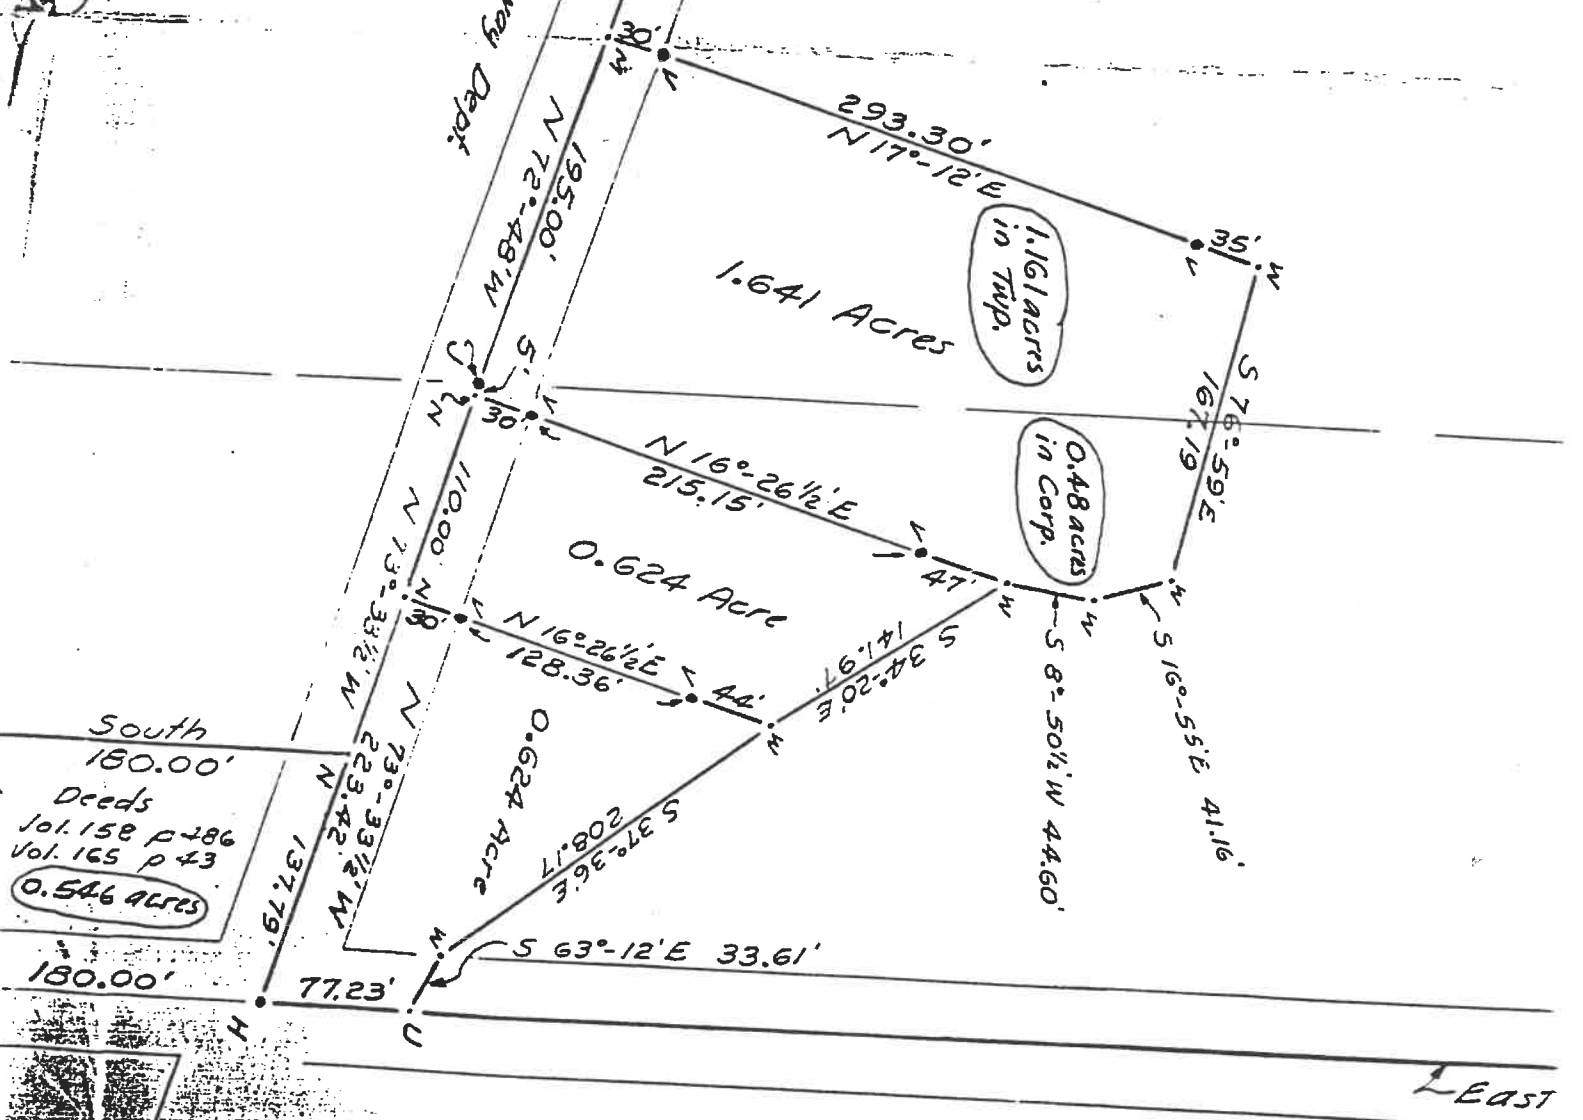 way Dept
30'
N
V
293.30'
N 17°-12'E
35'
V
W
195.00'
N 72°-48'W
1.161 acres
in Twp.
1.641 Acres
S 76°-59'E
167.19
5'
N
30'
V
N 16°-26½'E
215.15'
V
47'
W
0.48 acres
in Corp.
W
W
S 16°-55'E 41.16'
S 8°-50½'W 44.60'
110.00'
N
30'
V
0.624 Acre
N 16°-26½'E
128.36'
V
44'
W
S 34°-20'E
141.97'
N 73°-33½'W
223.42'
N 73°-33½'W
0.624 Acre
S 37°-36'E
208.17
South
180.00'
N
Deeds
Vol. 158 p 286
Vol. 165 p 43
0.546 acres
137.79'
W
S 63°-12'E 33.61'
180.00'
77.23'
H
U
East